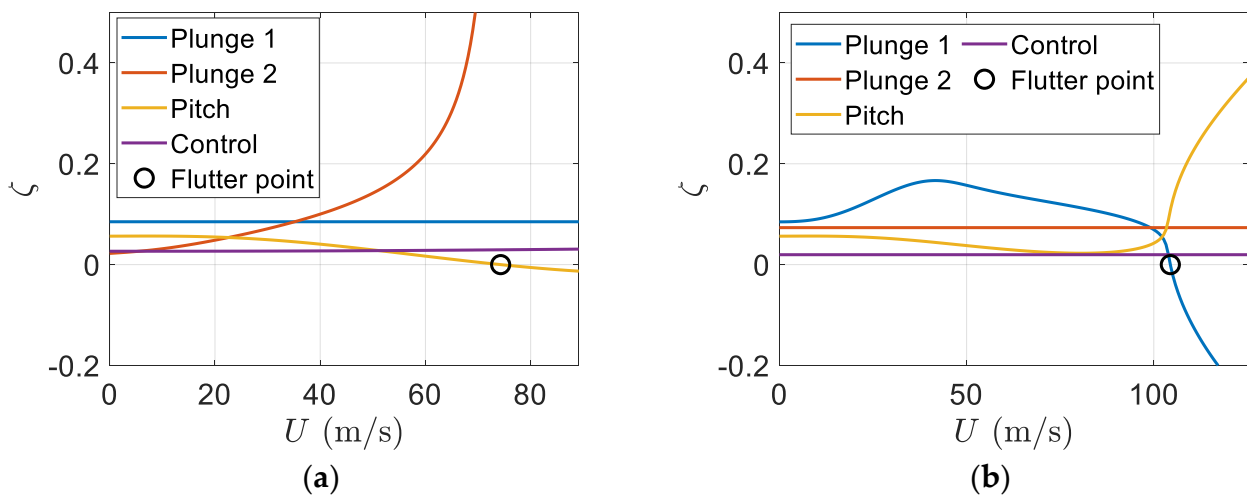 0.4
0.2
0
-0.2
ζ
Plunge 1
Plunge 2
Pitch
Control
Flutter point
0 20 40 60 80
U (m/s)
(a)
0.4
0.2
0
-0.2
ζ
Plunge 1 Control
Plunge 2 Flutter point
Pitch
0 50 100
U (m/s)
(b)